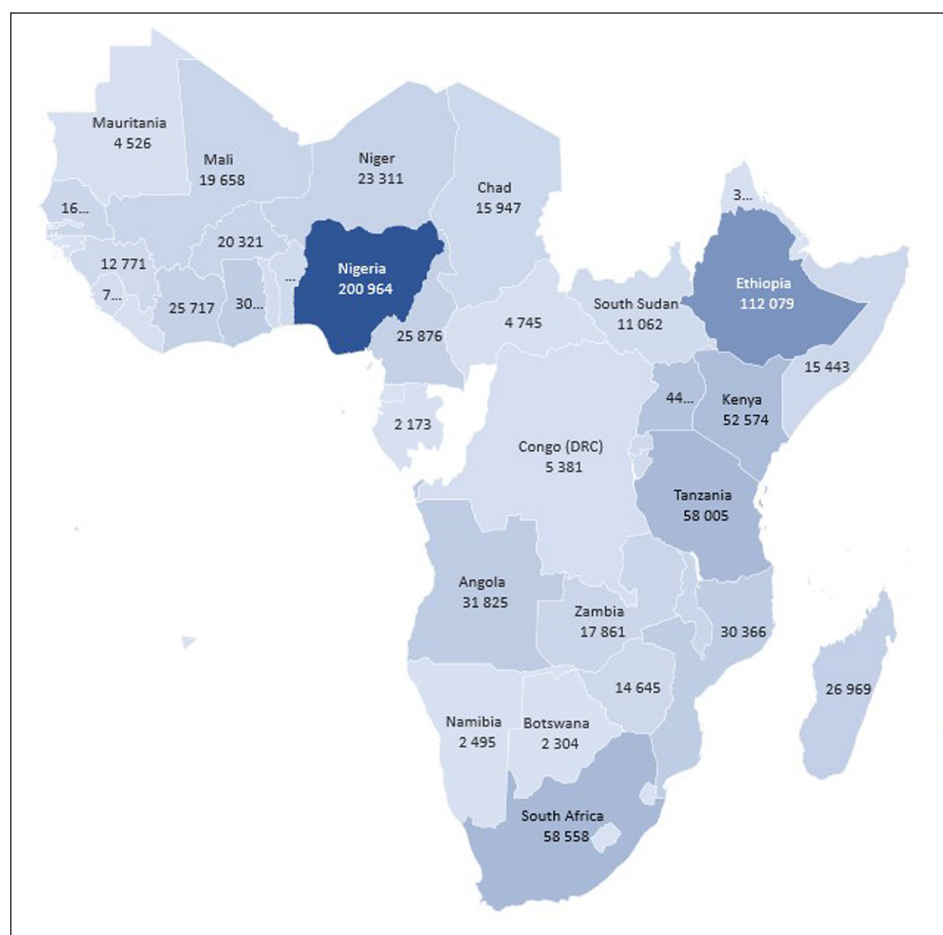 Mauritania
4 526
Mali
19 658
Niger
23 311
Chad
15 947
3...
16...
20 321
12 771
7...
25 717
30...
...
Nigeria
200 964
25 876
4 745
South Sudan
11 062
Ethiopia
112 079
15 443
44...
Kenya
52 574
2 173
Congo (DRC)
5 381
Tanzania
58 005
Angola
31 825
Zambia
17 861
30 366
14 645
26 969
Namibia
2 495
Botswana
2 304
South Africa
58 558